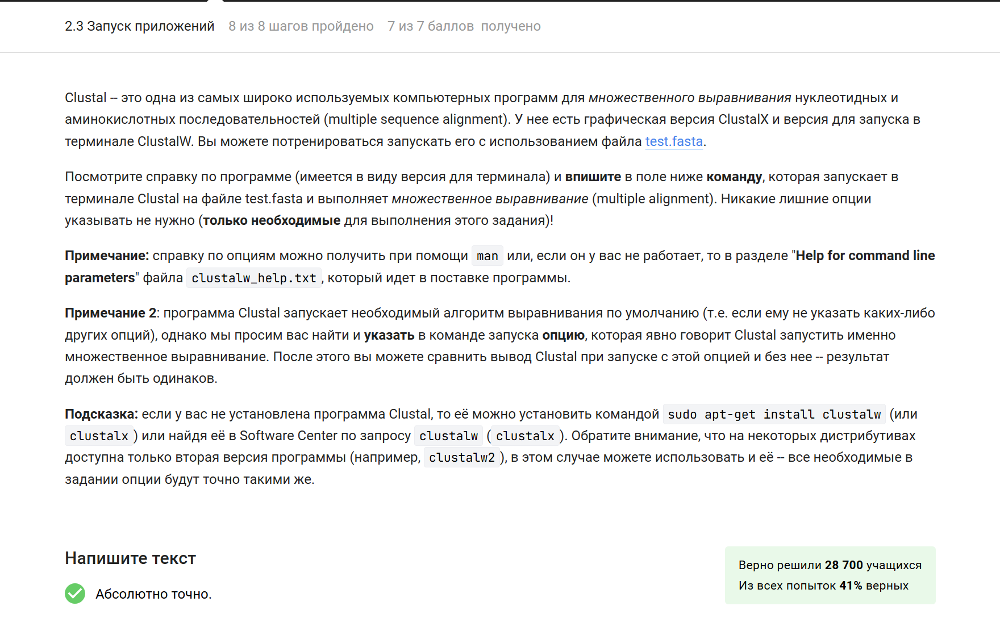 2.3 Запуск приложений 8 из 8 шагов пройдено 7 из 7 баллов получено
Clustal -- это одна из самых широко используемых компьютерных программ для множественного выравнивания нуклеотидных и
аминокислотных последовательностей (multiple sequence alignment). У нее есть графическая версия ClustalX и версия для запуска в
терминале ClustalW. Вы можете потренироваться запускать его с использованием файла test.fasta.
Посмотрите справку по программе (имеется в виду версия для терминала) и впишите в поле ниже команду, которая запускает в
терминале Clustal на файле test.fasta и выполняет множественное выравнивание (multiple alignment). Никакие лишние опции
указывать не нужно (только необходимые для выполнения этого задания)!
Примечание: справку по опциям можно получить при помощи man или, если он у вас не работает, то в разделе "Help for command line
parameters" файла clustalw_help.txt, который идет в поставке программы.
Примечание 2: программа Clustal запускает необходимый алгоритм выравнивания по умолчанию (т.е. если ему не указать каких-либо
других опций), однако мы просим вас найти и указать в команде запуска опцию, которая явно говорит Clustal запустить именно
множественное выравнивание. После этого вы можете сравнить вывод Clustal при запуске с этой опцией и без нее -- результат
должен быть одинаков.
Подсказка: если у вас не установлена программа Clustal, то её можно установить командой sudo apt-get install clustalw (или
clustalx) или найдя её в Software Center по запросу clustalw (clustalx). Обратите внимание, что на некоторых дистрибутивах
доступна только вторая версия программы (например, clustalw2), в этом случае можете использовать и её -- все необходимые в
задании опции будут точно такими же.
Напишите текст
Верно решили 28 700 учащихся
Из всех попыток 41% верных
Абсолютно точно.